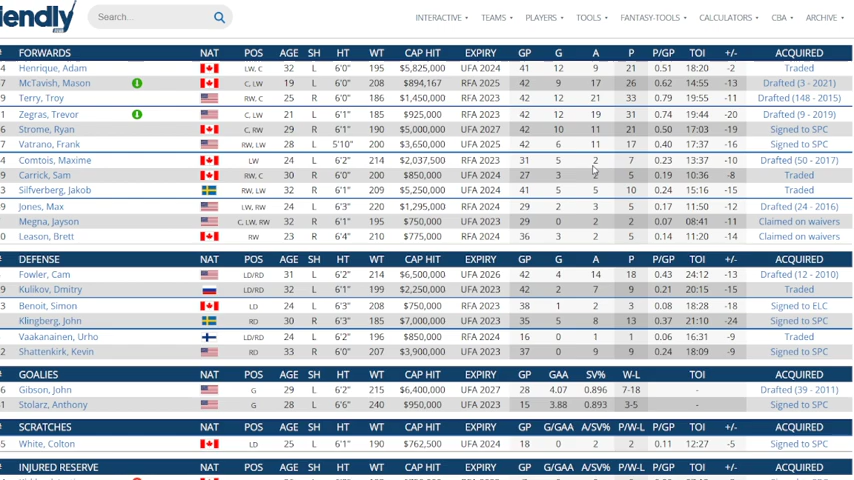 iendly
Search...
INTERACTIVE TEAMS PLAYERS TOOLS FANTASY-TOOLS CALCULATORS CBA ARCHIVE
# FORWARDS NAT POS AGE SH HT WT CAP HIT EXPIRY GP G A P P/GP TOI +/- ACQUIRED
4 Henrique, Adam LW, C 32 L 6'0" 195 $5,825,000 UFA 2024 41 12 9 21 0.51 18:20 -2 Traded
7 McTavish, Mason C, LW 19 L 6'0" 208 $894,167 RFA 2025 42 9 17 26 0.62 14:55 -13 Drafted (3 - 2021)
9 Terry, Troy RW, C 25 R 6'0" 186 $1,450,000 RFA 2023 42 12 21 33 0.79 19:55 -11 Drafted (148 - 2015)
1 Zegras, Trevor C, LW 21 L 6'1" 185 $925,000 RFA 2023 42 12 19 31 0.74 19:44 -20 Drafted (9 - 2019)
6 Strome, Ryan C, RW 29 R 6'1" 190 $5,000,000 UFA 2027 42 10 11 21 0.50 17:03 -19 Signed to SPC
7 Vatrano, Frank RW, LW 28 L 5'10" 200 $3,650,000 UFA 2025 42 6 11 17 0.40 17:37 -16 Signed to SPC
4 Comtois, Maxime LW 24 L 6'2" 214 $2,037,500 RFA 2023 31 5 2 7 0.23 13:37 -10 Drafted (50 - 2017)
9 Carrick, Sam RW, C 30 R 6'0" 200 $850,000 UFA 2024 27 3 2 5 0.19 10:36 -8 Traded
3 Silfverberg, Jakob RW, LW 32 R 6'1" 209 $5,250,000 UFA 2024 41 5 5 10 0.24 15:16 -15 Traded
9 Jones, Max LW, RW 24 L 6'3" 220 $1,295,000 RFA 2024 29 2 3 5 0.17 11:50 -12 Drafted (24 - 2016)
Megna, Jayson C, LW, RW 32 R 6'1" 195 $750,000 UFA 2023 29 0 2 2 0.07 08:41 -11 Claimed on waivers
0 Leason, Brett RW 23 R 6'4" 210 $775,000 RFA 2024 36 3 2 5 0.14 11:20 -14 Claimed on waivers
# DEFENSE NAT POS AGE SH HT WT CAP HIT EXPIRY GP G A P P/GP TOI +/- ACQUIRED
Fowler, Cam LD/RD 31 L 6'2" 214 $6,500,000 UFA 2026 42 4 14 18 0.43 24:12 -13 Drafted (12 - 2010)
9 Kulikov, Dmitry LD/RD 32 L 6'1" 199 $2,250,000 UFA 2023 42 2 7 9 0.21 20:15 -15 Traded
3 Benoit, Simon LD 24 L 6'3" 208 $750,000 RFA 2023 38 1 2 3 0.08 18:28 -18 Signed to ELC
Klingberg, John RD 30 R 6'3" 185 $7,000,000 UFA 2023 35 5 8 13 0.37 21:10 -24 Signed to SPC
Vaakanainen, Urho LD/RD 24 L 6'2" 196 $850,000 RFA 2024 16 0 1 1 0.06 16:31 -9 Traded
2 Shattenkirk, Kevin RD 33 R 6'0" 207 $3,900,000 UFA 2023 37 0 9 9 0.24 18:09 -9 Signed to SPC
# GOALIES NAT POS AGE SH HT WT CAP HIT EXPIRY GP GAA SV% W-L TOI ACQUIRED
6 Gibson, John G 29 L 6'2" 215 $6,400,000 UFA 2027 28 4.07 0.896 7-18 - Drafted (39 - 2011)
1 Stolarz, Anthony G 28 L 6'6" 240 $950,000 UFA 2023 15 3.88 0.893 3-5 - Signed to SPC
# SCRATCHES NAT POS AGE SH HT WT CAP HIT EXPIRY GP G/GAA A/SV% P/W-L P/GP TOI +/- ACQUIRED
5 White, Colton LD 25 L 6'1" 190 $762,500 UFA 2024 18 0 2 2 0.11 12:27 -5 Signed to SPC
# INJURED RESERVE NAT POS AGE SH HT WT CAP HIT EXPIRY GP G/GAA A/SV% P/W-L P/GP TOI +/- ACQUIRED